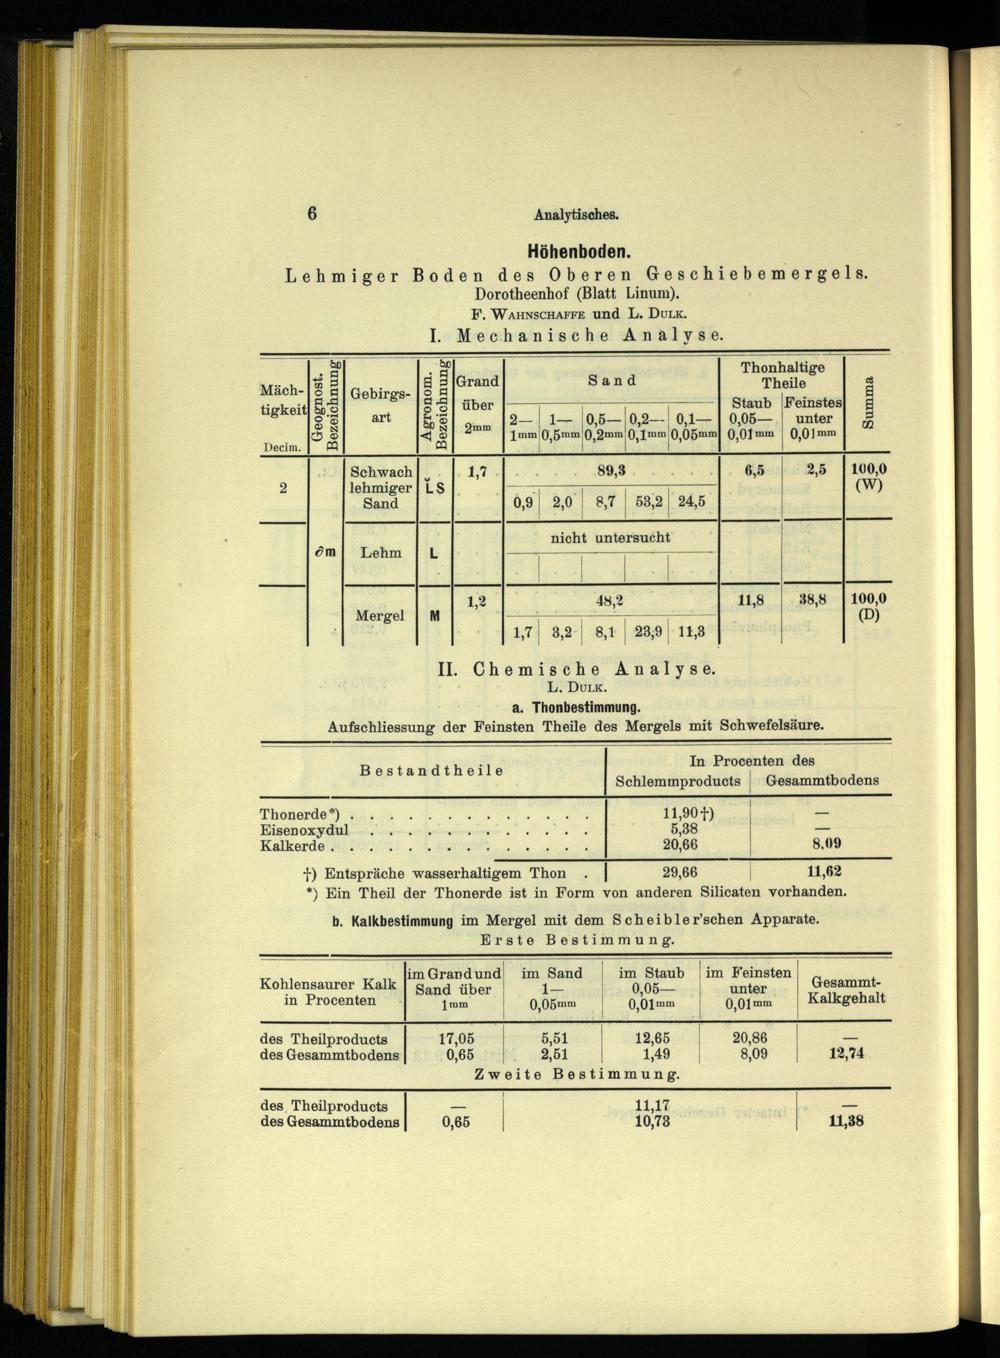 6 Analytisches.
Höhenboden.
Lehmiger Boden des Oberen Geschiebemergels.
Dorotheenhof (Blatt Linum).
F. Wahnschaffe und L. Dulk.
I. Mechanische Analyse.
Mäch-
tigkeit
Decim.
Geognost.
Bezeichnung
Gebirgs-
art
Agronom.
Bezeichnung
Grand
über
2mm
Sand
2— 1— 0,5— 0,2— 0,1—
1mm 0,5mm 0,2mm 0,1mm 0,05mm
Thonhaltige
Theile
Staub Feinstes
0,05— unter
0,01mm 0,01mm
Summa
2
∂m
Schwach
lehmiger
Sand
L̆S
1,7 89,3 6,5 2,5 100,0
(W)
0,9 2,0 8,7 53,2 24,5
Lehm L nicht untersucht
Mergel M 1,2 48,2 11,8 38,8 100,0
(D)
1,7 3,2 8,1 23,9 11,3
II. Chemische Analyse.
L. Dulk.
a. Thonbestimmung.
Aufschliessung der Feinsten Theile des Mergels mit Schwefelsäure.
Bestandtheile
In Procenten des
Schlemmproducts Gesammtbodens
Thonerde*) . . . . . . . . . . . . . 11,90†) —
Eisenoxydul . . . . . . . . . . . . 5,38 —
Kalkerde . . . . . . . . . . . . . . 20,66 8,09
†) Entspräche wasserhaltigem Thon . 29,66 11,62
*) Ein Theil der Thonerde ist in Form von anderen Silicaten vorhanden.
b. Kalkbestimmung im Mergel mit dem Scheibler'schen Apparate.
Erste Bestimmung.
Kohlensaurer Kalk
in Procenten
im Grand und
Sand über
1mm
im Sand
1—
0,05mm
im Staub
0,05—
0,01mm
im Feinsten
unter
0,01mm
Gesammt-
Kalkgehalt
des Theilproducts 17,05 5,51 12,65 20,86 —
des Gesammtbodens 0,65 2,51 1,49 8,09 12,74
Zweite Bestimmung.
des Theilproducts — 11,17 —
des Gesammtbodens 0,65 10,73 11,38